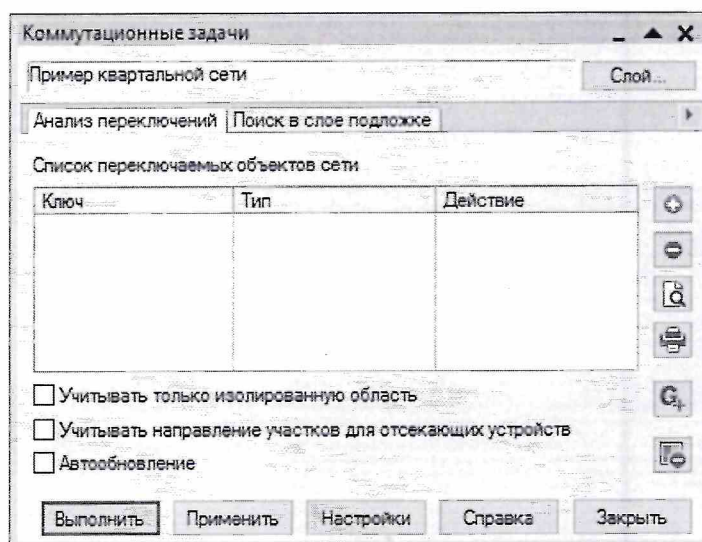 Коммутационные задачи
Пример квартальной сети
Слой...
Анализ переключений
Поиск в слое подложке
Список переключаемых объектов сети
Ключ
Тип
Действие
Учитывать только изолированную область
Учитывать направление участков для отсекающих устройств
Автообновление
Выполнить
Применить
Настройки
Справка
Закрыть